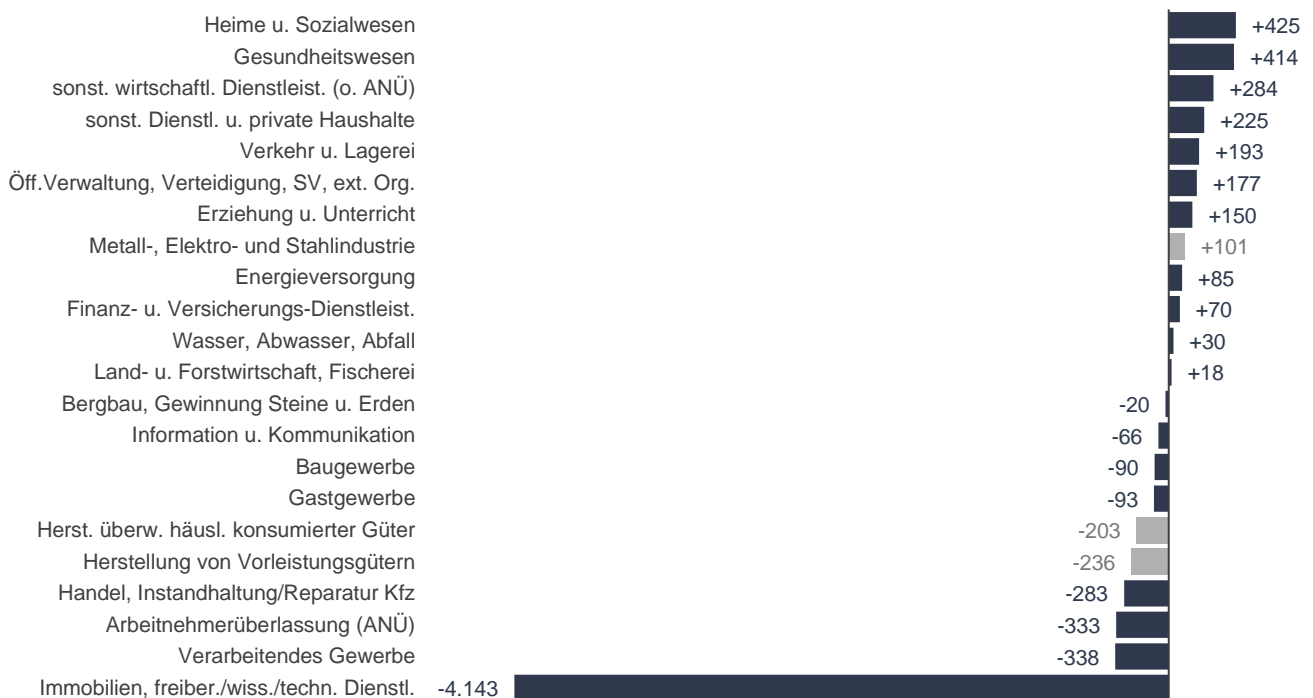 Heime u. Sozialwesen +425
Gesundheitswesen +414
sonst. wirtschaftl. Dienstleist. (o. ANÜ) +284
sonst. Dienstl. u. private Haushalte +225
Verkehr u. Lagerei +193
Öff.Verwaltung, Verteidigung, SV, ext. Org. +177
Erziehung u. Unterricht +150
Metall-, Elektro- und Stahlindustrie +101
Energieversorgung +85
Finanz- u. Versicherungs-Dienstleist. +70
Wasser, Abwasser, Abfall +30
Land- u. Forstwirtschaft, Fischerei +18
Bergbau, Gewinnung Steine u. Erden -20
Information u. Kommunikation -66
Baugewerbe -90
Gastgewerbe -93
Herst. überw. häusl. konsumierter Güter -203
Herstellung von Vorleistungsgütern -236
Handel, Instandhaltung/Reparatur Kfz -283
Arbeitnehmerüberlassung (ANÜ) -333
Verarbeitendes Gewerbe -338
Immobilien, freiber./wiss./techn. Dienstl. -4.143